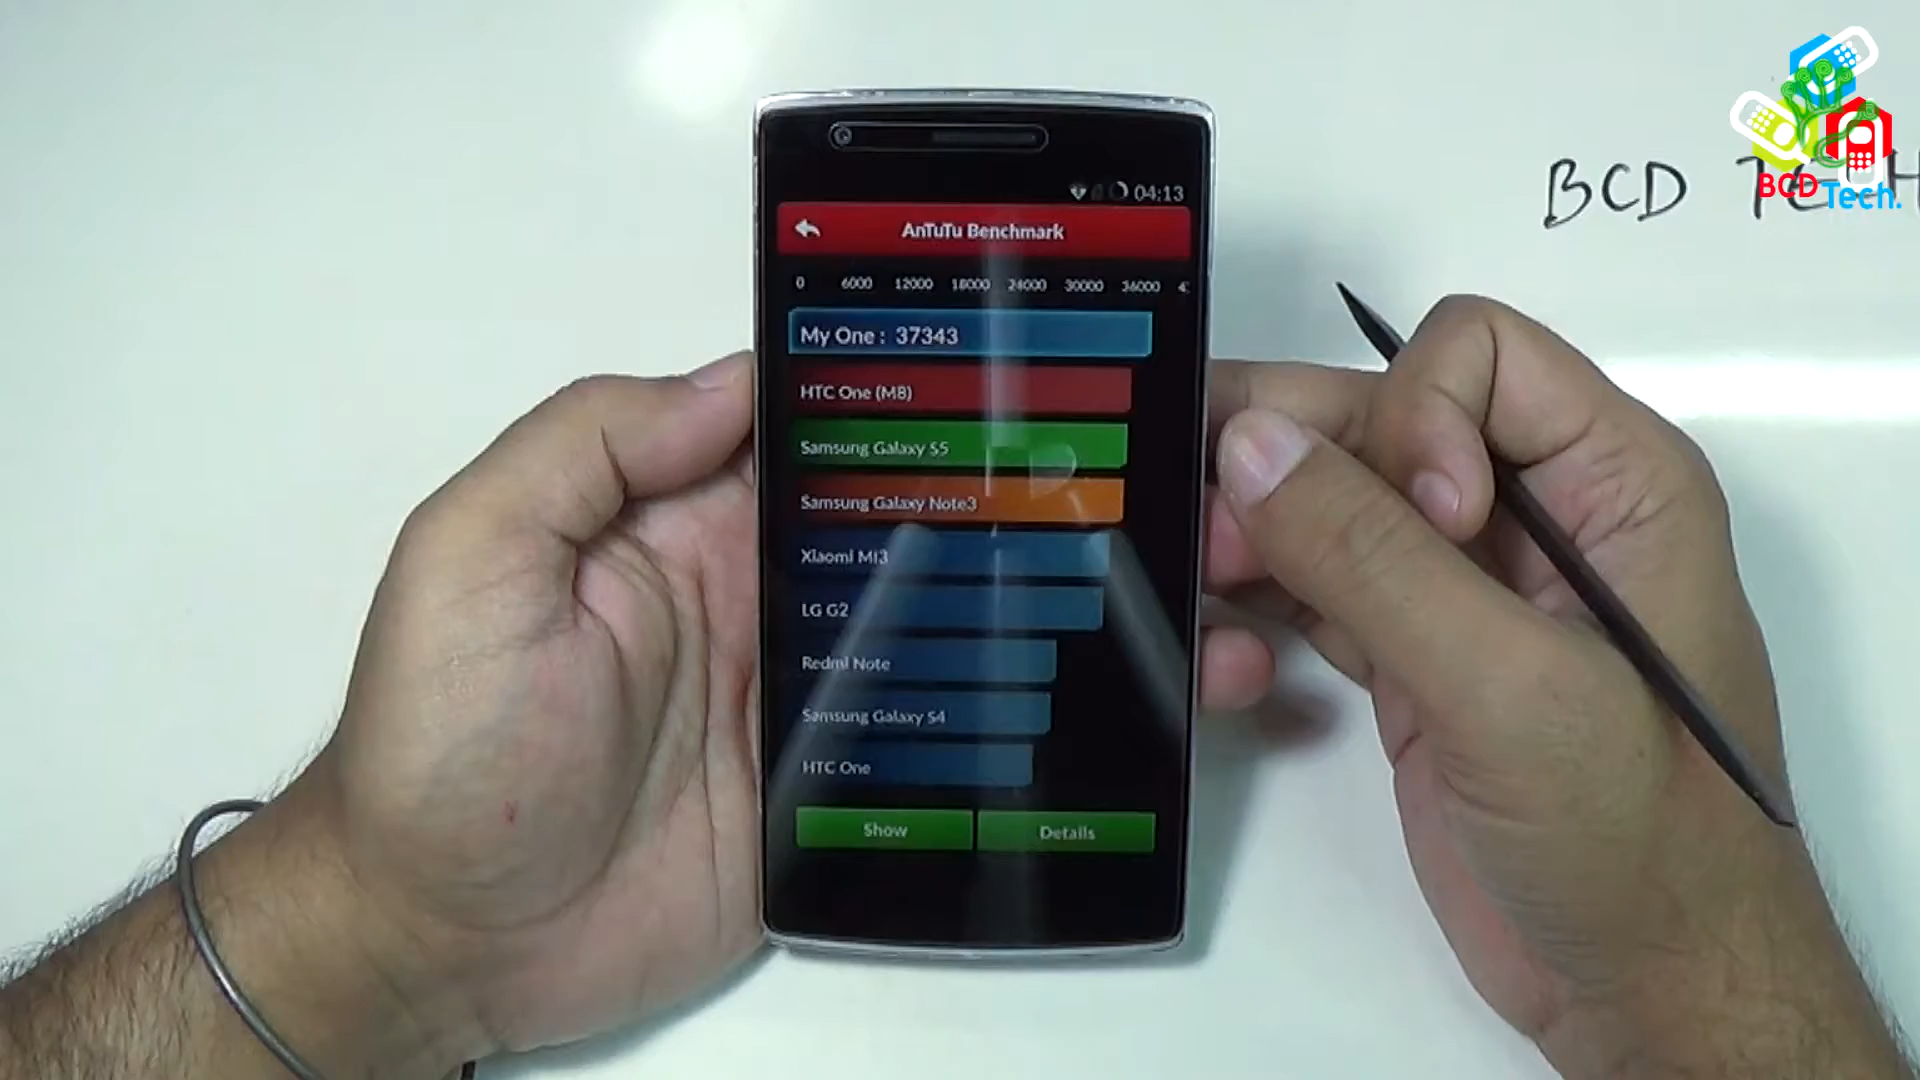 04:13
AnTuTu Benchmark
0 6000 12000 18000 24000 30000 36000
My One : 37343
HTC One (M8)
Samsung Galaxy S5
Samsung Galaxy Note3
Xiaomi MI3
LG G2
Redmi Note
Samsung Galaxy S4
HTC One
Show Details
BCD TECH
BCD Tech.